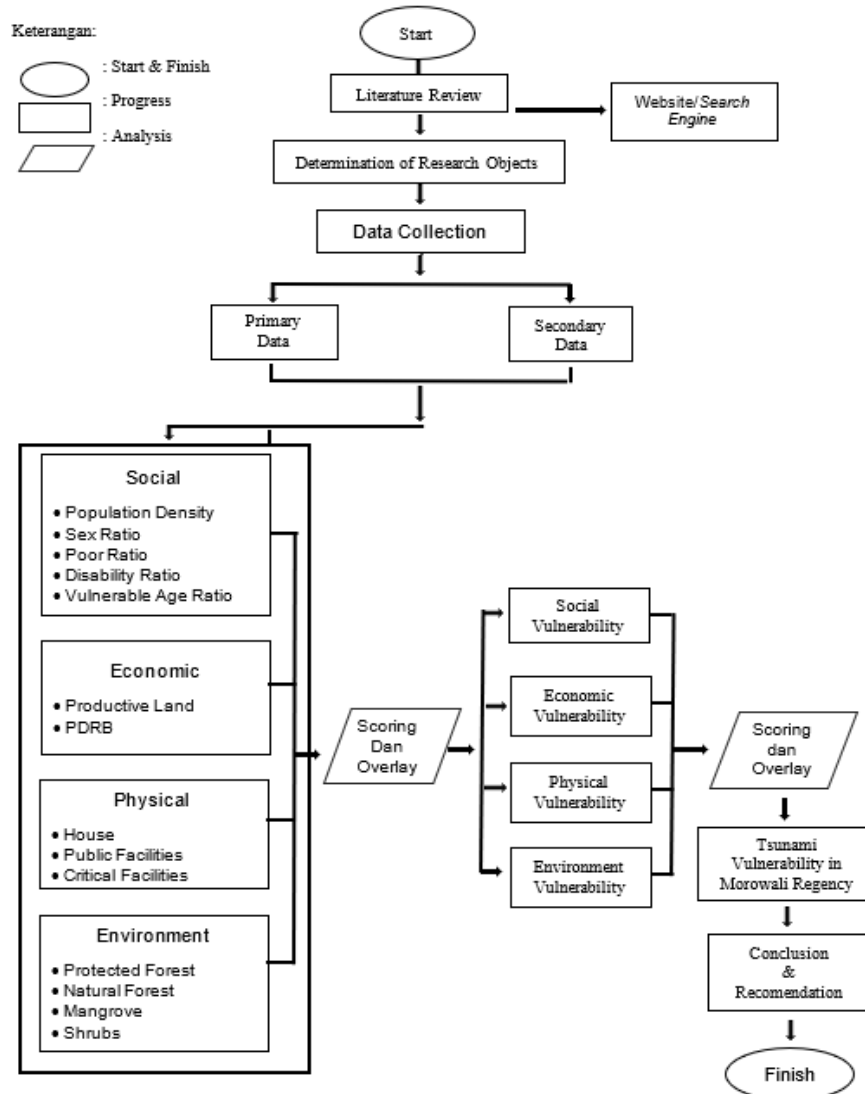 Keterangan:
: Start & Finish
: Progress
: Analysis
Start
Literature Review
Website/Search
Engine
Determination of Research Objects
Data Collection
Primary
Data
Secondary
Data
Social
• Population Density
• Sex Ratio
• Poor Ratio
• Disability Ratio
• Vulnerable Age Ratio
Economic
• Productive Land
• PDRB
Physical
• House
• Public Facilities
• Critical Facilities
Environment
• Protected Forest
• Natural Forest
• Mangrove
• Shrubs
Scoring
Dan
Overlay
Social
Vulnerability
Economic
Vulnerability
Physical
Vulnerability
Environment
Vulnerability
Scoring
dan
Overlay
Tsunami
Vulnerability in
Morowali Regency
Conclusion
&
Recomendation
Finish